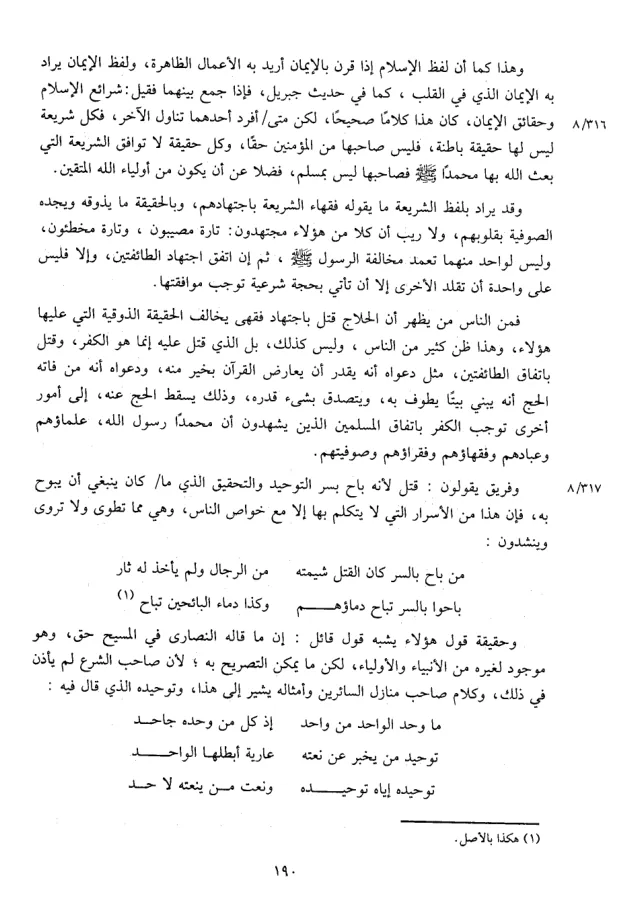 وهذا كما أن لفظ الإسلام إذا قرن بالإيمان أريد به الأعمال الظاهرة، ولفظ الإيمان يراد
به الإيمان الذي في القلب ، كما في حديث جبريل، فإذا جمع بينهما فقيل: شرائع الإسلام
وحقائق الإيمان، كان هذا كلامًا صحيحًا، لكن متى/ أفرد أحدهما تناول الآخر، فكل شريعة ٨/٣١٦
ليس لها حقيقة باطنة، فليس صاحبها من المؤمنين حقًا، وكل حقيقة لا توافق الشريعة التي
بعث الله بها محمدًا ﷺ فصاحبها ليس بمسلم، فضلا عن أن يكون من أولياء الله المتقين.
وقد يراد بلفظ الشريعة ما يقوله فقهاء الشريعة باجتهادهم، وبالحقيقة ما يذوقه ويجده
الصوفية بقلوبهم، ولا ريب أن كلا من هؤلاء مجتهدون: تارة مصيبون ، وتارة مخطئون،
وليس لواحد منهما تعمد مخالفة الرسول ﷺ ، ثم إن اتفق اجتهاد الطائفتين، وإلا فليس
على واحدة أن تقلد الأخرى إلا أن تأتي بحجة شرعية توجب موافقتها.
فمن الناس من يظهر أن الحلاج قتل باجتهاد فقهى يخالف الحقيقة الذوقية التي عليها
هؤلاء، وهذا ظن كثير من الناس ، وليس كذلك، بل الذي قتل عليه إنما هو الكفر، وقتل
باتفاق الطائفتين، مثل دعواه أنه يقدر أن يعارض القرآن بخير منه، ودعواه أنه من فاته
الحج أنه يبني بيتًا يطوف به، ويتصدق بشىء قدره، وذلك يسقط الحج عنه، إلى أمور
أخرى توجب الكفر باتفاق المسلمين الذين يشهدون أن محمدًا رسول الله، علماؤهم
وعبادهم وفقهاؤهم وفقراؤهم وصوفيتهم.
وفريق يقولون : قتل لأنه باح بسر التوحيد والتحقيق الذي ما/ كان ينبغي أن يبوح ٨/٣١٧
به، فإن هذا من الأسرار التي لا يتكلم بها إلا مع خواص الناس، وهي مما تطوى ولا تروى
وينشدون :
من باح بالسر كان القتل شيمته من الرجال ولم يأخذ له ثار
باحوا بالسر تباح دماؤهــــم وكذا دماء البائحين تباح (١)
وحقيقة قول هؤلاء يشبه قول قائل : إن ما قاله النصارى في المسيح حق، وهو
موجود لغيره من الأنبياء والأولياء، لكن ما يمكن التصريح به ؛ لأن صاحب الشرع لم يأذن
في ذلك، وكلام صاحب منازل السائرين وأمثاله يشير إلى هذا، وتوحيده الذي قال فيه :
ما وحد الواحد من واحد إذ كل من وحده جاحــد
توحيد من يخبر عن نعته عارية أبطلهـا الواحــــد
توحيده إياه توحيــــده ونعت مــن ينعته لا حــد
(١) هكذا بالأصل.
١٩٠